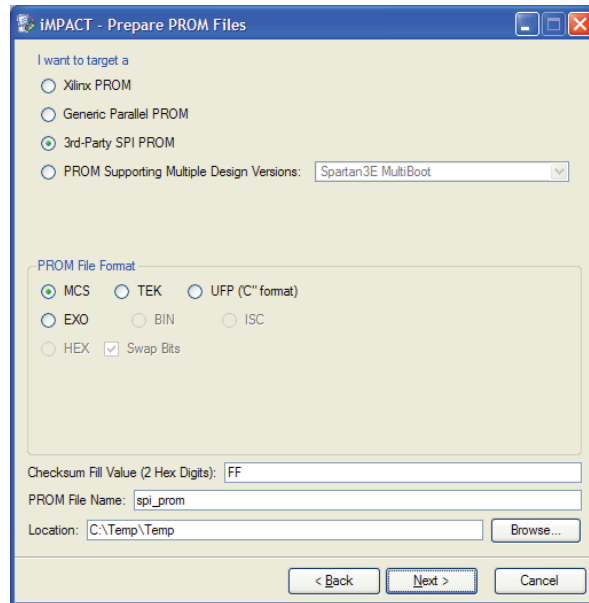 iMPACT - Prepare PROM Files
I want to target a
Xilinx PROM
Generic Parallel PROM
3rd-Party SPI PROM
PROM Supporting Multiple Design Versions: Spartan3E MultiBoot
PROM File Format
MCS TEK UFP ("C" format)
EXO BIN ISC
HEX Swap Bits
Checksum Fill Value (2 Hex Digits): FF
PROM File Name: spi_prom
Location: C:\Temp\Temp Browse...
< Back Next > Cancel